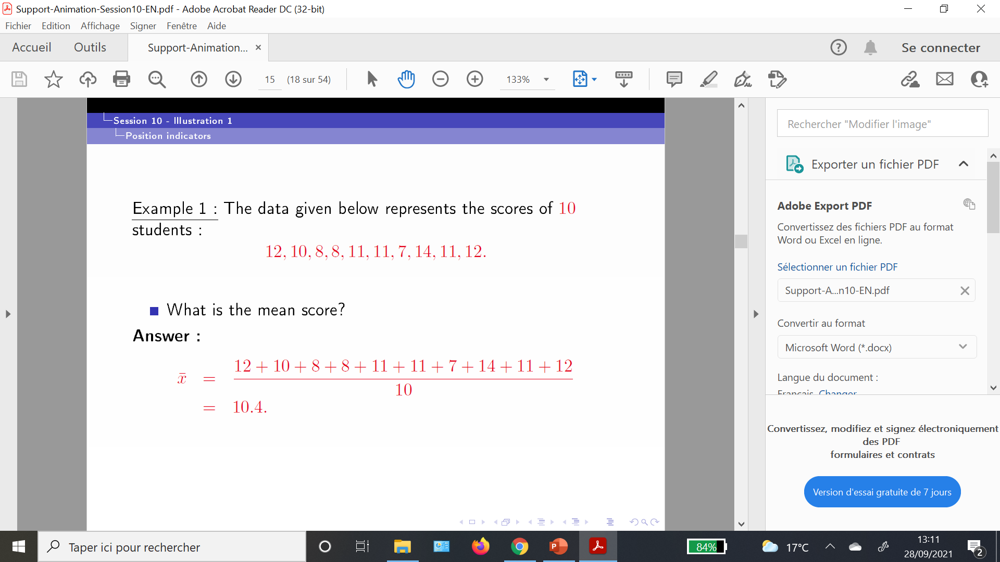 Support-Animation-Session10-EN.pdf - Adobe Acrobat Reader DC (32-bit)
Fichier Edition Affichage Signer Fenêtre Aide
Accueil Outils Support-Animation... × Se connecter
15 (18 sur 54) 133%
Session 10 - Illustration 1
Position indicators
Example 1 : The data given below represents the scores of 10
students :
12, 10, 8, 8, 11, 11, 7, 14, 11, 12.
What is the mean score?
Answer :
x̄ = 12 + 10 + 8 + 8 + 11 + 11 + 7 + 14 + 11 + 12
10
= 10.4.
Rechercher "Modifier l'image"
Exporter un fichier PDF
Adobe Export PDF
Convertissez des fichiers PDF au format
Word ou Excel en ligne.
Sélectionner un fichier PDF
Support-A...n10-EN.pdf
Convertir au format
Microsoft Word (*.docx)
Langue du document :
Français Changer
Convertissez, modifiez et signez électroniquement
des PDF
formulaires et contrats
Version d'essai gratuite de 7 jours
Taper ici pour rechercher
84%
17°C
13:11
28/09/2021
2